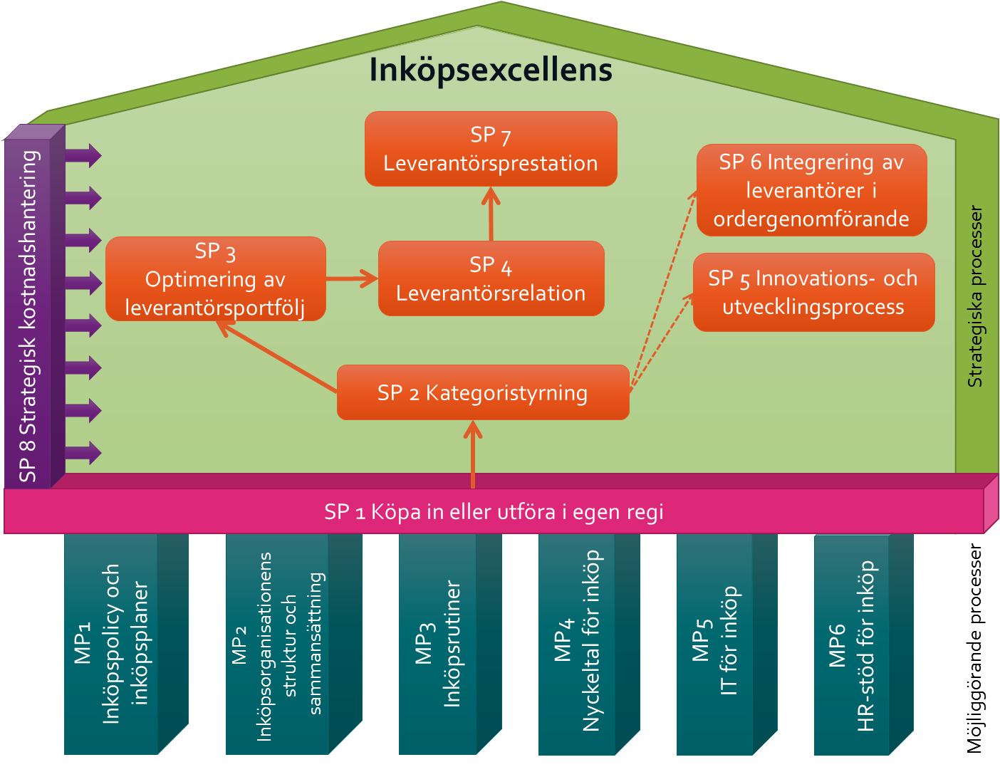 Inköpsexcellens
SP 7
Leverantörsprestation
SP 6 Integrering av
leverantörer i
ordergenomförande
SP 3
Optimering av
leverantörsportfölj
SP 4
Leverantörsrelation
SP 5 Innovations- och
utvecklingsprocess
SP 2 Kategoristyrning
SP 8 Strategisk kostnadshantering
Strategiska processer
SP 1 Köpa in eller utföra i egen regi
MP1
Inköpspolicy och
inköpsplaner
MP2
Inköpsorganisationens
struktur och
sammansättning
MP3
Inköpsrutiner
MP4
Nyckeltal för inköp
MP5
IT för inköp
MP6
HR-stöd för inköp
Möjliggörande processer